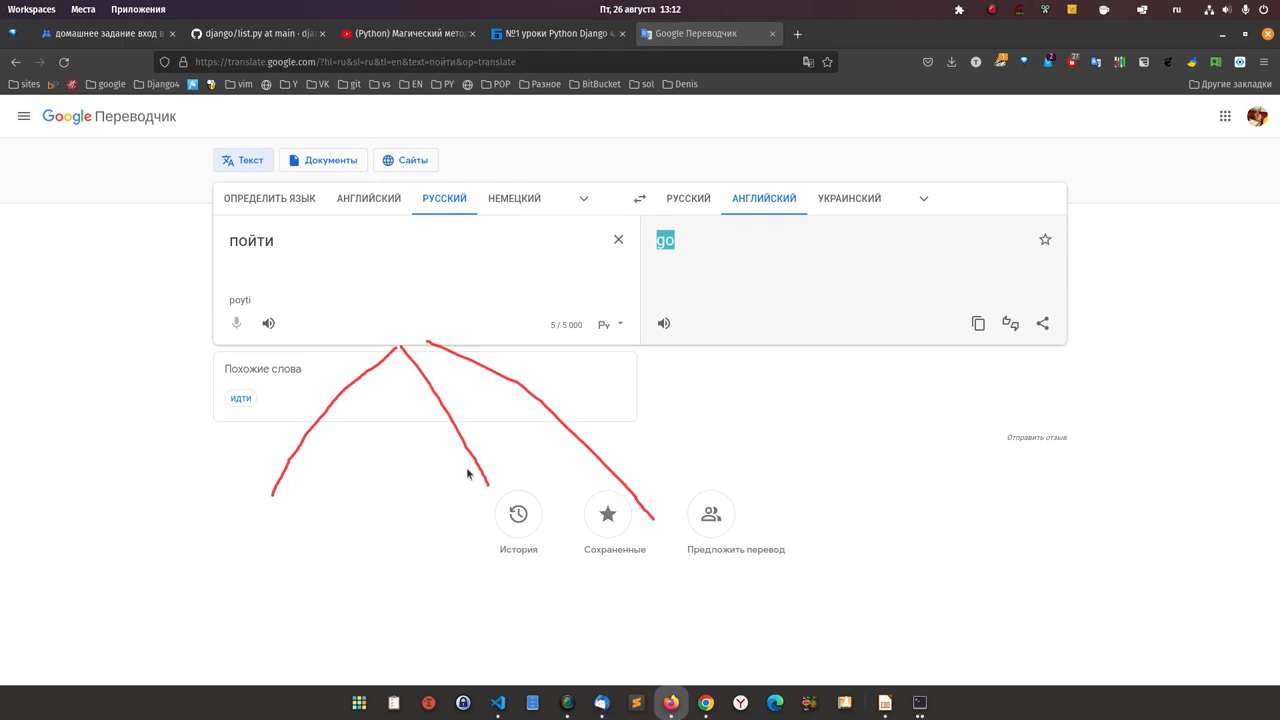 Workspaces Места Приложения Пт, 26 августа 13:12 ru
домашнее задание вход в django/list.py at main · dja (Python) Магический мето №1 уроки Python Django 4. Google Переводчик
https://translate.google.com/?hl=ru&sl=ru&tl=en&text=пойти&op=translate
sites bP google Django4 vim Y VK git vs EN PY POP Разное BitBucket sol Denis Другие закладки
Google Переводчик
Текст Документы Сайты
ОПРЕДЕЛИТЬ ЯЗЫК АНГЛИЙСКИЙ РУССКИЙ НЕМЕЦКИЙ РУССКИЙ АНГЛИЙСКИЙ УКРАИНСКИЙ
пойти go
poyti
5 / 5 000 Ру
Похожие слова
идти
Отправить отзыв
История Сохраненные Предложить перевод